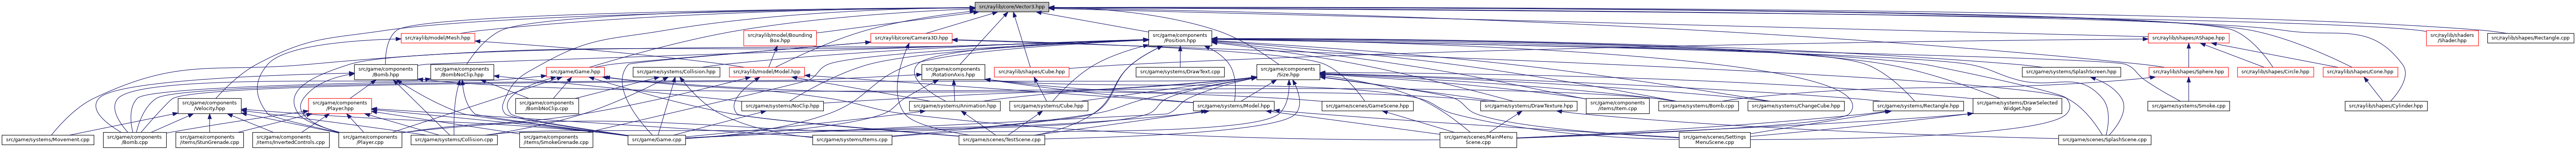 src/raylib/core/Vector3.hpp
src/raylib/model/Mesh.hpp
src/raylib/model/Bounding
Box.hpp
src/raylib/core/Camera3D.hpp
src/game/components
/Position.hpp
src/raylib/shapes/AShape.hpp
src/raylib/shaders
/Shader.hpp
src/raylib/shapes/Rectangle.cpp
src/game/components
/Bomb.hpp
src/game/components
/BombNoClip.hpp
src/game/Game.hpp
src/game/systems/Collision.hpp
src/raylib/model/Model.hpp
src/game/components
/RotationAxis.hpp
src/raylib/shapes/Cube.hpp
src/game/systems/DrawText.cpp
src/game/components
/Size.hpp
src/game/systems/SplashScreen.hpp
src/raylib/shapes/Sphere.hpp
src/raylib/shapes/Circle.hpp
src/raylib/shapes/Cone.hpp
src/game/components
/Velocity.hpp
src/game/components
/Player.hpp
src/game/components
/BombNoClip.cpp
src/game/systems/NoClip.hpp
src/game/systems/Animation.hpp
src/game/systems/Cube.hpp
src/game/systems/Model.hpp
src/game/scenes/GameScene.hpp
src/game/systems/DrawTexture.hpp
src/game/components
/items/Item.cpp
src/game/systems/Bomb.cpp
src/game/systems/ChangeCube.hpp
src/game/systems/Rectangle.hpp
src/game/systems/DrawSelected
Widget.hpp
src/game/systems/Smoke.cpp
src/raylib/shapes/Cylinder.hpp
src/game/systems/Movement.cpp
src/game/components
/Bomb.cpp
src/game/components
/items/StunGrenade.cpp
src/game/components
/items/InvertedControls.cpp
src/game/components
/Player.cpp
src/game/systems/Collision.cpp
src/game/components
/items/SmokeGrenade.cpp
src/game/Game.cpp
src/game/systems/Items.cpp
src/game/scenes/TestScene.cpp
src/game/scenes/MainMenu
Scene.cpp
src/game/scenes/Settings
MenuScene.cpp
src/game/scenes/SplashScene.cpp